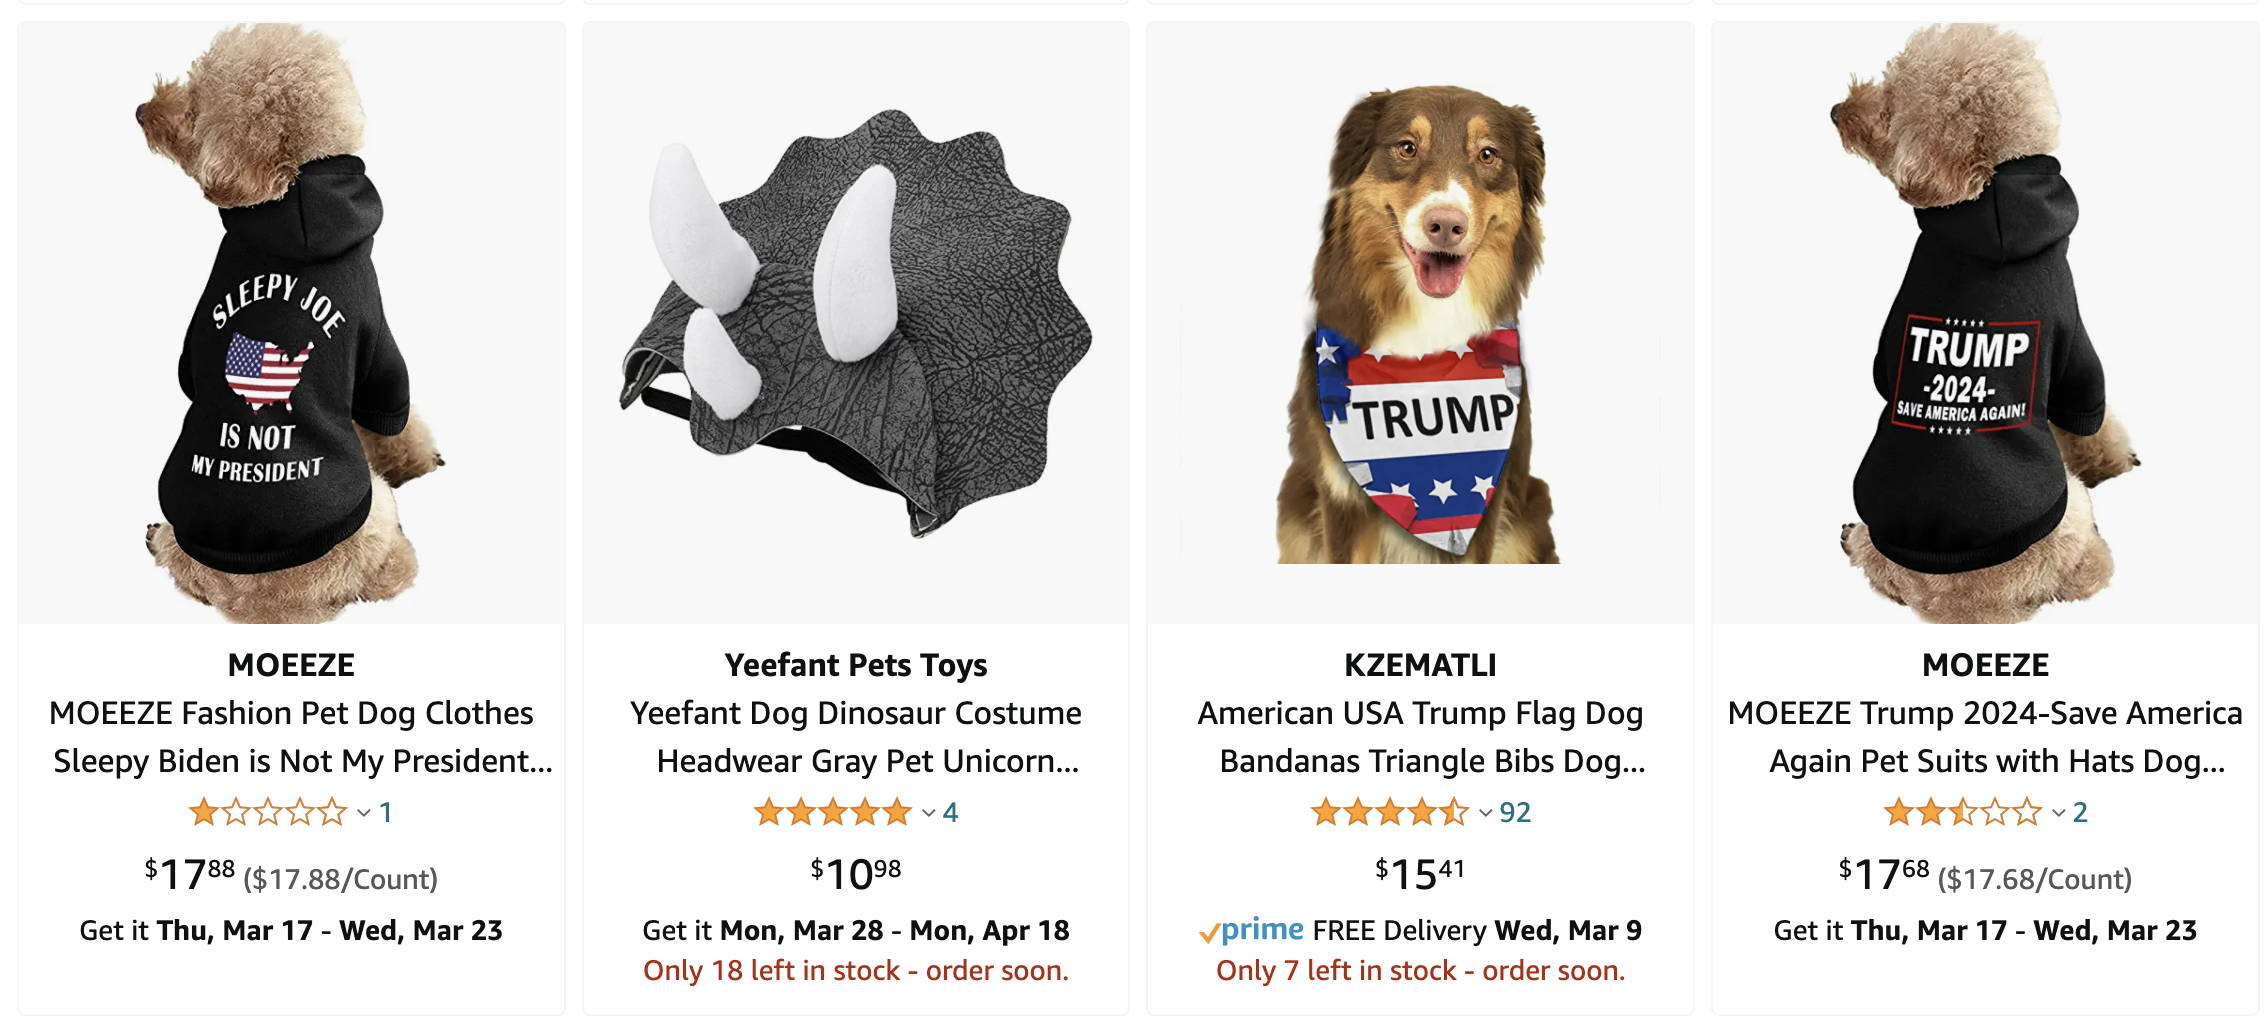 SLEEPY JOE
IS NOT
MY PRESIDENT
TRUMP
TRUMP
-2024-
SAVE AMERICA AGAIN!
MOEEZE
MOEEZE Fashion Pet Dog Clothes
Sleepy Biden is Not My President...
1
$1788 ($17.88/Count)
Get it Thu, Mar 17 - Wed, Mar 23
Yeefant Pets Toys
Yeefant Dog Dinosaur Costume
Headwear Gray Pet Unicorn...
4
$1098
Get it Mon, Mar 28 - Mon, Apr 18
Only 18 left in stock - order soon.
KZEMATLI
American USA Trump Flag Dog
Bandanas Triangle Bibs Dog...
92
$1541
prime FREE Delivery Wed, Mar 9
Only 7 left in stock - order soon.
MOEEZE
MOEEZE Trump 2024-Save America
Again Pet Suits with Hats Dog...
2
$1768 ($17.68/Count)
Get it Thu, Mar 17 - Wed, Mar 23